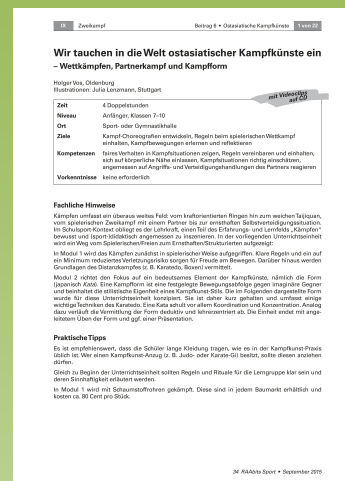 IX Zweikampf Beitrag 8 • Ostasiatische Kampfkünste 1 von 22
Wir tauchen in die Welt ostasiatischer Kampfkünste ein
– Wettkämpfen, Partnerkampf und Kampfform
Holger Vos, Oldenburg
Illustrationen: Julia Lenzmann, Stuttgart
mit Videoclips
auf CD
Zeit 4 Doppelstunden
Niveau Anfänger, Klassen 7–10
Ort Sport- oder Gymnastikhalle
Ziele Kampf-Choreografien entwickeln, Regeln beim spielerischen Wettkampf
einhalten, Kampfbewegungen erlernen und reflektieren
Kompetenzen faires Verhalten in Kampfsituationen zeigen, Regeln vereinbaren und einhalten,
sich auf körperliche Nähe einlassen, Kampfsituationen richtig einschätzen,
angemessen auf Angriffs- und Verteidigungshandlungen des Partners reagieren
Vorkenntnisse keine erforderlich
Fachliche Hinweise
Kämpfen umfasst ein überaus weites Feld: vom kraftorientierten Ringen hin zum weichen Taijiquan,
vom spielerischen Zweikampf mit einem Partner bis zur ernsthaften Selbstverteidigungssituation.
Im Schulsport-Kontext obliegt es der Lehrkraft, einen Teil des Erfahrungs- und Lernfelds „Kämpfen“
bewusst und (sport-)didaktisch angemessen zu inszenieren. In der vorliegenden Unterrichtseinheit
wird ein Weg vom Spielerischen/Freien zum Ernsthaften/Strukturierten aufgezeigt:
In Modul 1 wird das Kämpfen zunächst in spielerischer Weise aufgegriffen. Klare Regeln und ein auf
ein Minimum reduziertes Verletzungsrisiko sorgen für Freude am Bewegen. Darüber hinaus werden
Grundlagen des Distanzkampfes (z. B. Karatedo, Boxen) vermittelt.
Modul 2 richtet den Fokus auf ein bedeutsames Element der Kampfkünste, nämlich die Form
(japanisch Kata). Eine Kampfform ist eine festgelegte Bewegungsabfolge gegen imaginäre Gegner
und beinhaltet die stilistische Eigenheit eines Kampfkunst-Stils. Die im Folgenden dargestellte Form
wurde für diese Unterrichtseinheit konzipiert. Sie ist daher kurz gehalten und umfasst einige
wichtige Techniken des Karatedo. Eine Kata schult vor allem Koordination und Konzentration. Analog
dazu verläuft die Vermittlung der Form deduktiv und lehrerzentriert ab. Die Einheit endet mit ange-
leitetem Üben der Form und ggf. einer Präsentation.
Praktische Tipps
Es ist empfehlenswert, dass die Schüler lange Kleidung tragen, wie es in der Kampfkunst-Praxis
üblich ist. Wer einen Kampfkunst-Anzug (z. B. Judo- oder Karate-Gi) besitzt, sollte diesen anziehen
dürfen.
Gleich zu Beginn der Unterrichtseinheit sollten Regeln und Rituale für die Lerngruppe klar sein und
deren Sinnhaftigkeit erläutert werden.
In Modul 1 wird mit Schaumstoffrohren gekämpft. Diese sind in jedem Baumarkt erhältlich und
kosten ca. 80 Cent pro Stück.
34 RAAbits Sport • September 2015